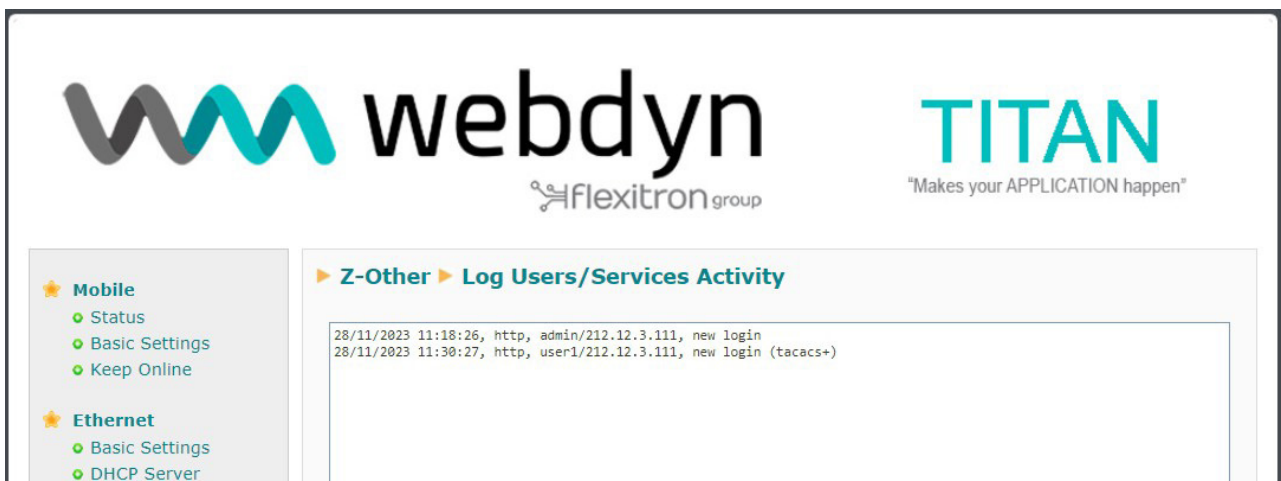 webdyn
flexitron group
TITAN
"Makes your APPLICATION happen"
Mobile
Status
Basic Settings
Keep Online
Ethernet
Basic Settings
DHCP Server
Z-Other Log Users/Services Activity
28/11/2023 11:18:26, http, admin/212.12.3.111, new login
28/11/2023 11:30:27, http, user1/212.12.3.111, new login (tacacs+)